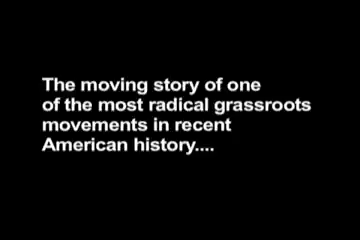 The moving story of one
of the most radical grassroots
movements in recent
American history....